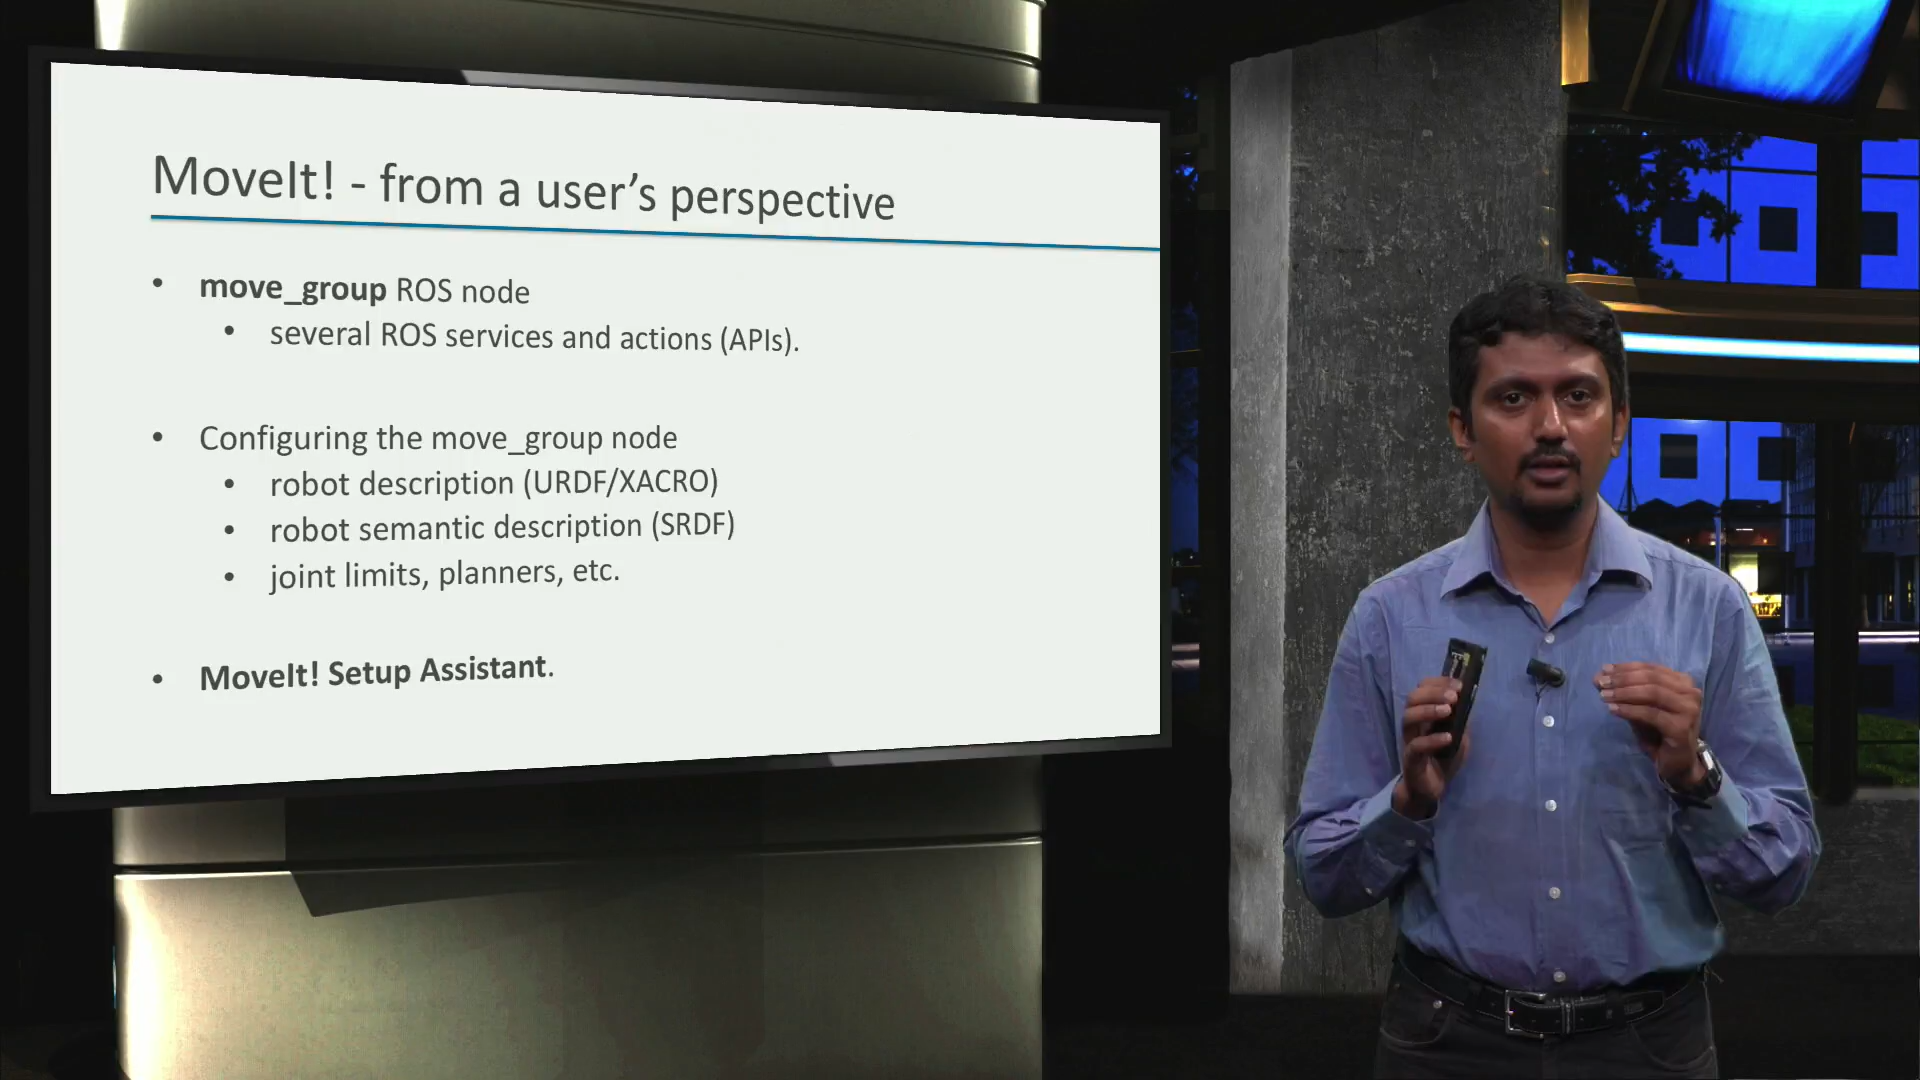 MoveIt! - from a user's perspective
• move_group ROS node
• several ROS services and actions (APIs).
• Configuring the move_group node
• robot description (URDF/XACRO)
• robot semantic description (SRDF)
• joint limits, planners, etc.
• MoveIt! Setup Assistant.